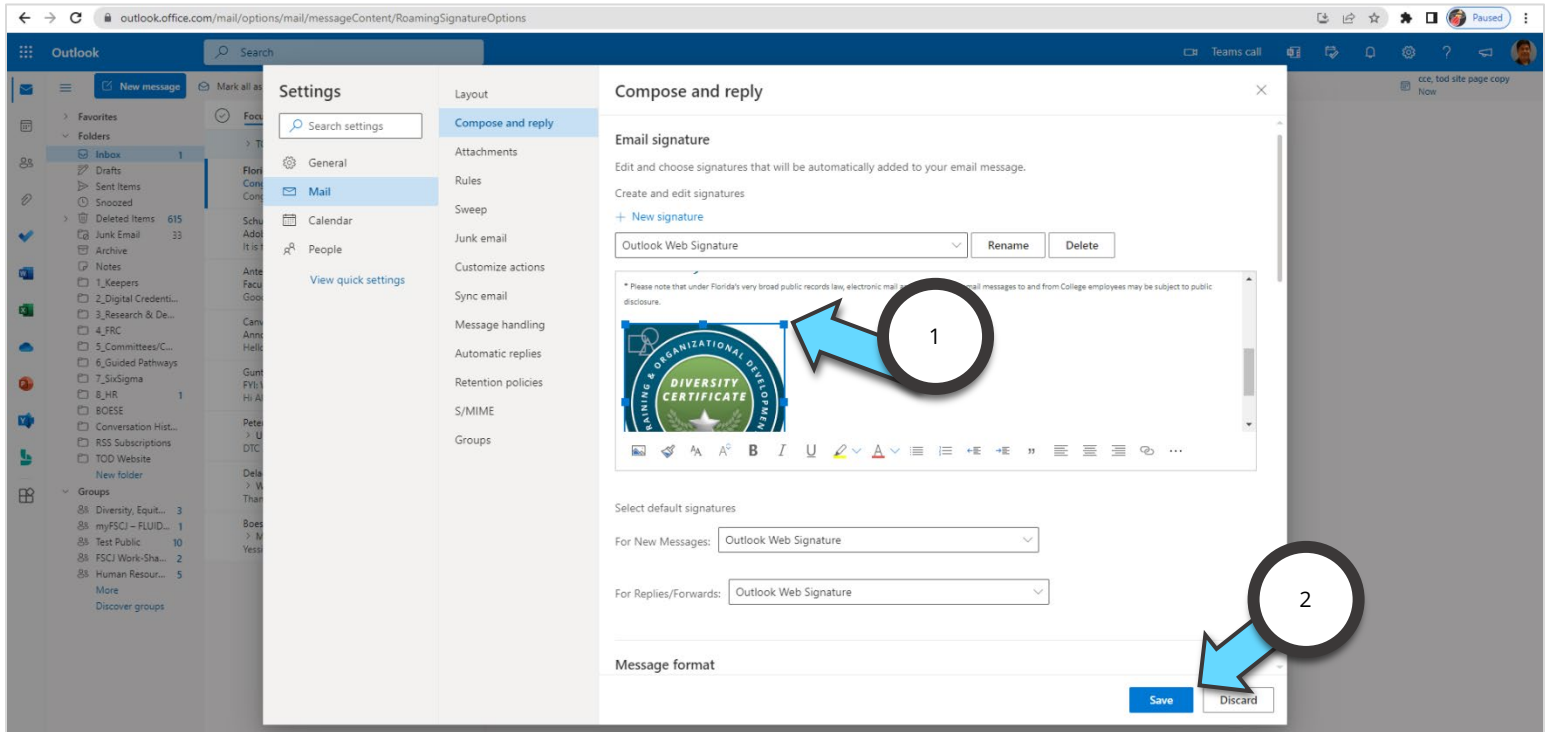 outlook.office.com/mail/options/mail/messageContent/RoamingSignatureOptions
Paused
Outlook
Search
Teams call
New message
Mark all as
cce, tod site page copy
Now
Favorites
Folders
Inbox 1
Drafts
Sent Items
Snoozed
Deleted Items 615
Junk Email 33
Archive
Notes
1_Keepers
2_Digital Credenti...
3_Research & De...
4_FRC
5_Committees/C...
6_Guided Pathways
7_SixSigma
8_HR 1
BOESE
Conversation Hist...
RSS Subscriptions
TOD Website
New folder
Groups
Diversity, Equit... 3
myFSCJ – FLUID... 1
Test Public 10
FSCJ Work-Sha... 2
Human Resour... 5
More
Discover groups
Settings
Search settings
General
Mail
Calendar
People
View quick settings
Layout
Compose and reply
Attachments
Rules
Sweep
Junk email
Customize actions
Sync email
Message handling
Automatic replies
Retention policies
S/MIME
Groups
Compose and reply
Email signature
Edit and choose signatures that will be automatically added to your email message.
Create and edit signatures
+ New signature
Outlook Web Signature
Rename
Delete
* Please note that under Florida's very broad public records law, electronic mail messages to and from College employees may be subject to public
disclosure.
TRAINING & ORGANIZATIONAL DEVELOPMEN
DIVERSITY
CERTIFICATE
1
Select default signatures
For New Messages: Outlook Web Signature
For Replies/Forwards: Outlook Web Signature
2
Message format
Save
Discard